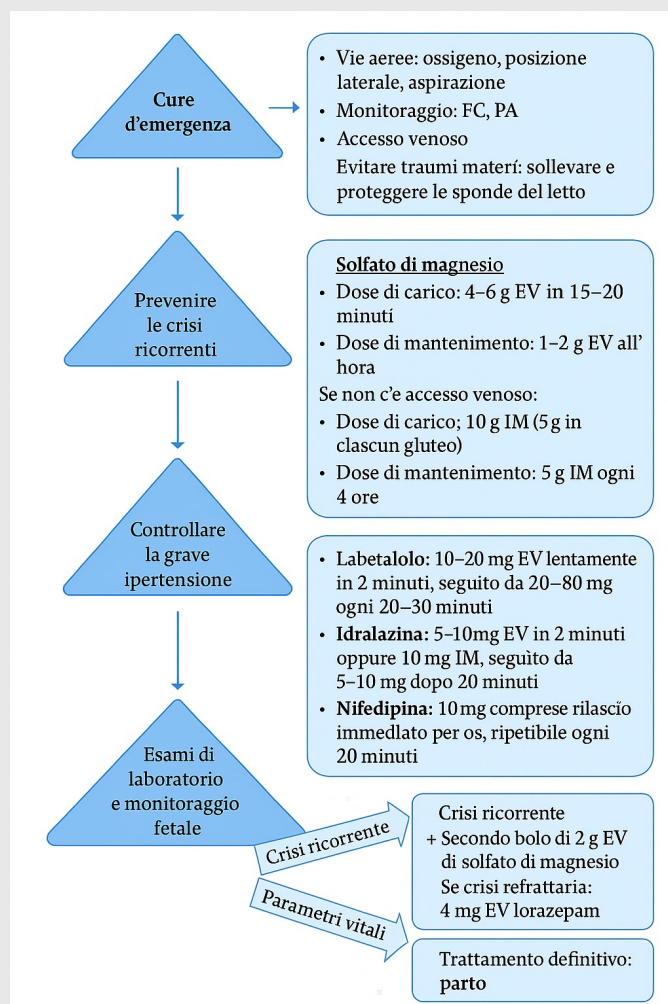 Cure
d’emergenza
• Vie aeree: ossigeno, posizione
laterale, aspirazione
• Monitoraggio: FC, PA
• Accesso venoso
Evitare traumi materí: sollevare e
proteggere le sponde del letto
Prevenire
le crisi
ricorrenti
Solfato di magnesio
• Dose di carico: 4–6 g EV in 15–20
minutí
• Dose di mantenimento: 1–2 g EV all’
hora
Se non c’e accesso venoso:
• Dose di carico; 10 g IM (5 g in
clascun gluteo)
• Dose di mantenimento: 5 g IM ogni
4 ore
Controllare
la grave
ipertensione
• Labetalolo: 10–20 mg EV lentamente
in 2 minuti, seguito da 20–80 mg
ogni 20–30 minuti
• Idralazina: 5–10mg EV in 2 minuti
oppure 10 mg IM, seguìto da
5–10 mg dopo 20 minuti
• Nifedipina: 10 mg comprese rilascĭo
immedlato per os, ripetibile ogni
20 minuti
Esami di
laboratorio
e monitoraggio
fetale
Crisi ricorrente
Crisi ricorrente
+ Secondo bolo di 2 g EV
di solfato di magnesio
Se crisi refrattaria:
4 mg EV lorazepam
Parametri vitali
Trattamento definitivo:
parto